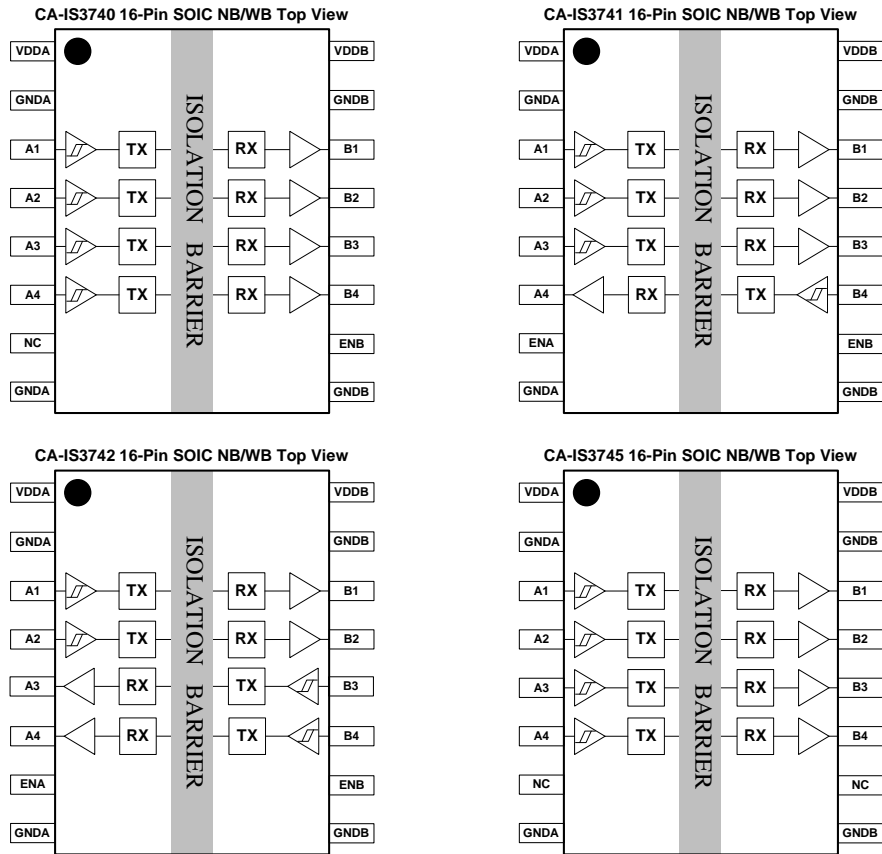 CA-IS3740 16-Pin SOIC NB/WB Top View
VDDA
VDDB
GNDA
GNDB
A1
TX
RX
B1
A2
TX
RX
B2
A3
TX
RX
B3
A4
TX
RX
B4
NC
ENB
GNDA
GNDB
ISOLATION BARRIER
CA-IS3741 16-Pin SOIC NB/WB Top View
VDDA
VDDB
GNDA
GNDB
A1
TX
RX
B1
A2
TX
RX
B2
A3
TX
RX
B3
A4
RX
TX
B4
ENA
ENB
GNDA
GNDB
ISOLATION BARRIER
CA-IS3742 16-Pin SOIC NB/WB Top View
VDDA
VDDB
GNDA
GNDB
A1
TX
RX
B1
A2
TX
RX
B2
A3
RX
TX
B3
A4
RX
TX
B4
ENA
ENB
GNDA
GNDB
ISOLATION BARRIER
CA-IS3745 16-Pin SOIC NB/WB Top View
VDDA
VDDB
GNDA
GNDB
A1
TX
RX
B1
A2
TX
RX
B2
A3
TX
RX
B3
A4
TX
RX
B4
NC
NC
GNDA
GNDB
ISOLATION BARRIER